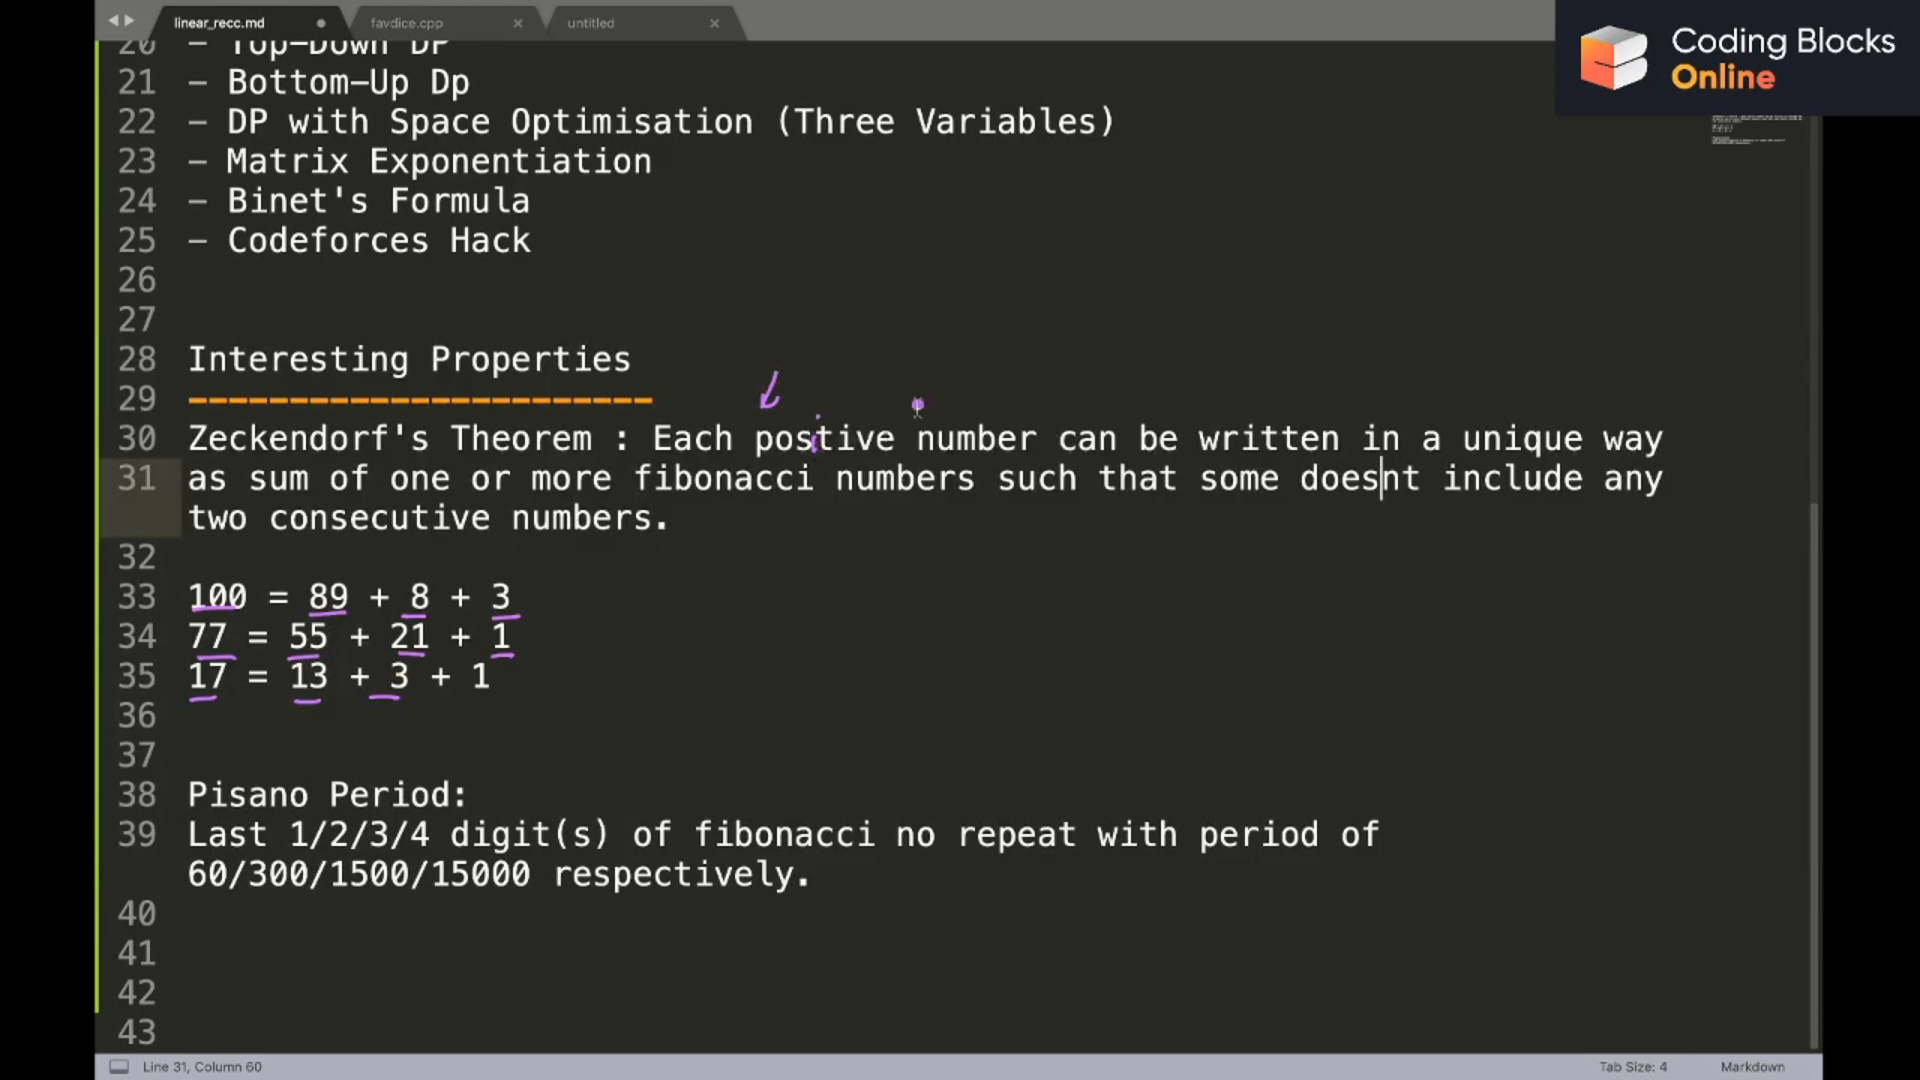 linear_recc.md
favdice.cpp
untitled
Coding Blocks
Online
20 – Top-Down DP
21 – Bottom-Up Dp
22 – DP with Space Optimisation (Three Variables)
23 – Matrix Exponentiation
24 – Binet's Formula
25 – Codeforces Hack
26
27
28 Interesting Properties
29 -----------------------
30 Zeckendorf's Theorem : Each postive number can be written in a unique way
31 as sum of one or more fibonacci numbers such that some doesnt include any
two consecutive numbers.
32
33 100 = 89 + 8 + 3
34 77 = 55 + 21 + 1
35 17 = 13 + 3 + 1
36
37
38 Pisano Period:
39 Last 1/2/3/4 digit(s) of fibonacci no repeat with period of
60/300/1500/15000 respectively.
40
41
42
43
Line 31, Column 60
Tab Size: 4
Markdown